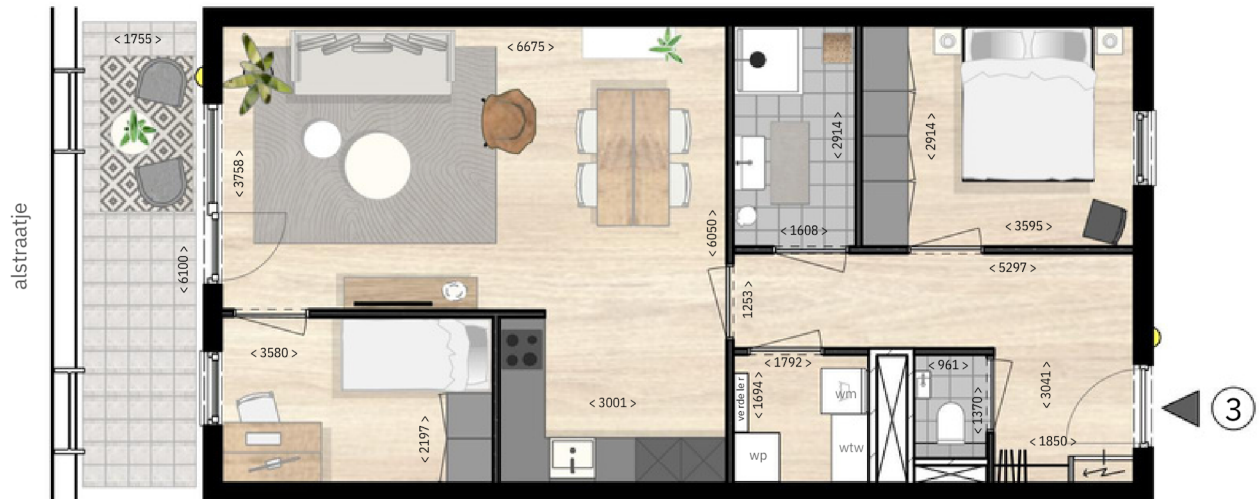 < 1755 >
< 6675 >
< 3758 >
< 2914 >
< 2914 >
alstraatje
< 6100 >
< 6050 >
< 1608 >
< 3595 >
< 5297 >
1253 >
< 3580 >
< 1792 >
< 961 >
verdeler
< 1694 >
wm
< 1370 >
< 3041 >
< 3001 >
3
< 2197 >
< 1850 >
wp
wtw